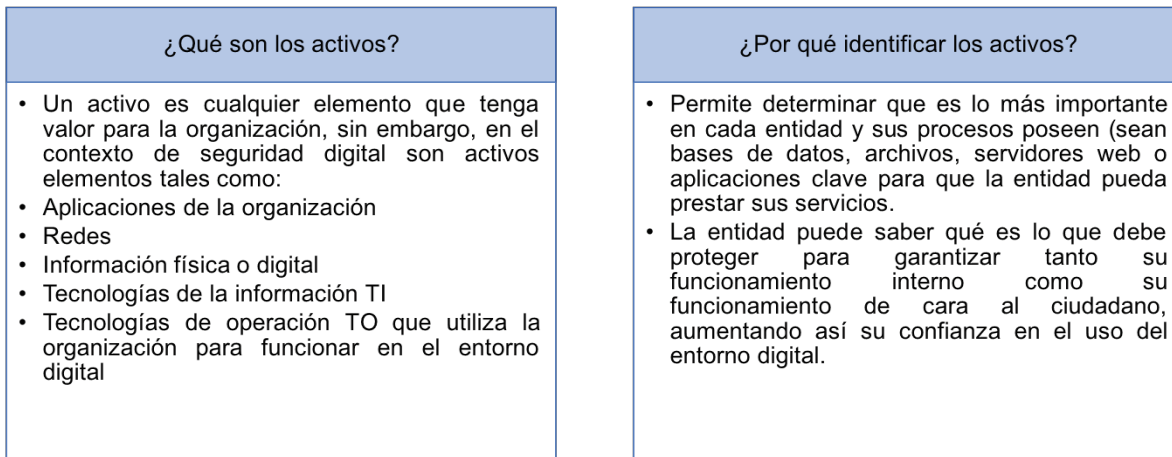 ¿Qué son los activos?
• Un activo es cualquier elemento que tenga
valor para la organización, sin embargo, en el
contexto de seguridad digital son activos
elementos tales como:
• Aplicaciones de la organización
• Redes
• Información física o digital
• Tecnologías de la información TI
• Tecnologías de operación TO que utiliza la
organización para funcionar en el entorno
digital
¿Por qué identificar los activos?
• Permite determinar que es lo más importante
en cada entidad y sus procesos poseen (sean
bases de datos, archivos, servidores web o
aplicaciones clave para que la entidad pueda
prestar sus servicios.
• La entidad puede saber qué es lo que debe
proteger para garantizar tanto su
funcionamiento interno como su
funcionamiento de cara al ciudadano,
aumentando así su confianza en el uso del
entorno digital.